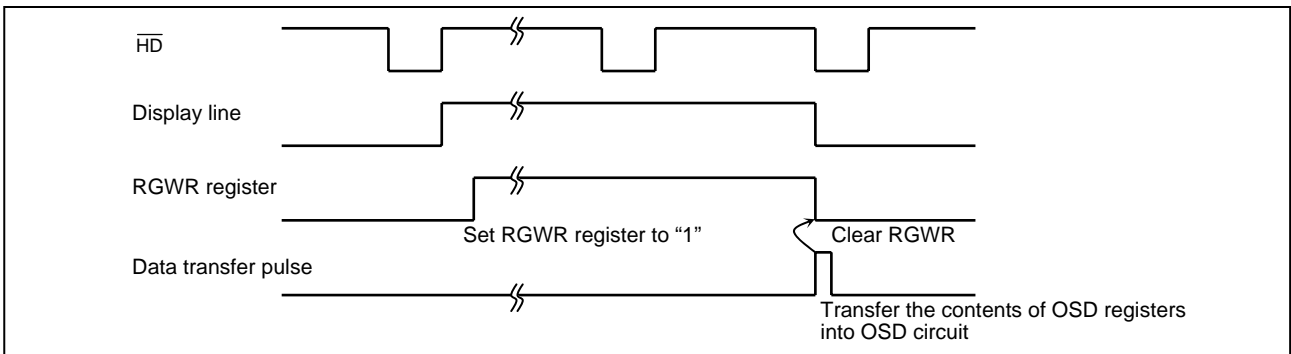 HD
Display line
RGWR register
Set RGWR register to “1”
Clear RGWR
Data transfer pulse
Transfer the contents of OSD registers
into OSD circuit